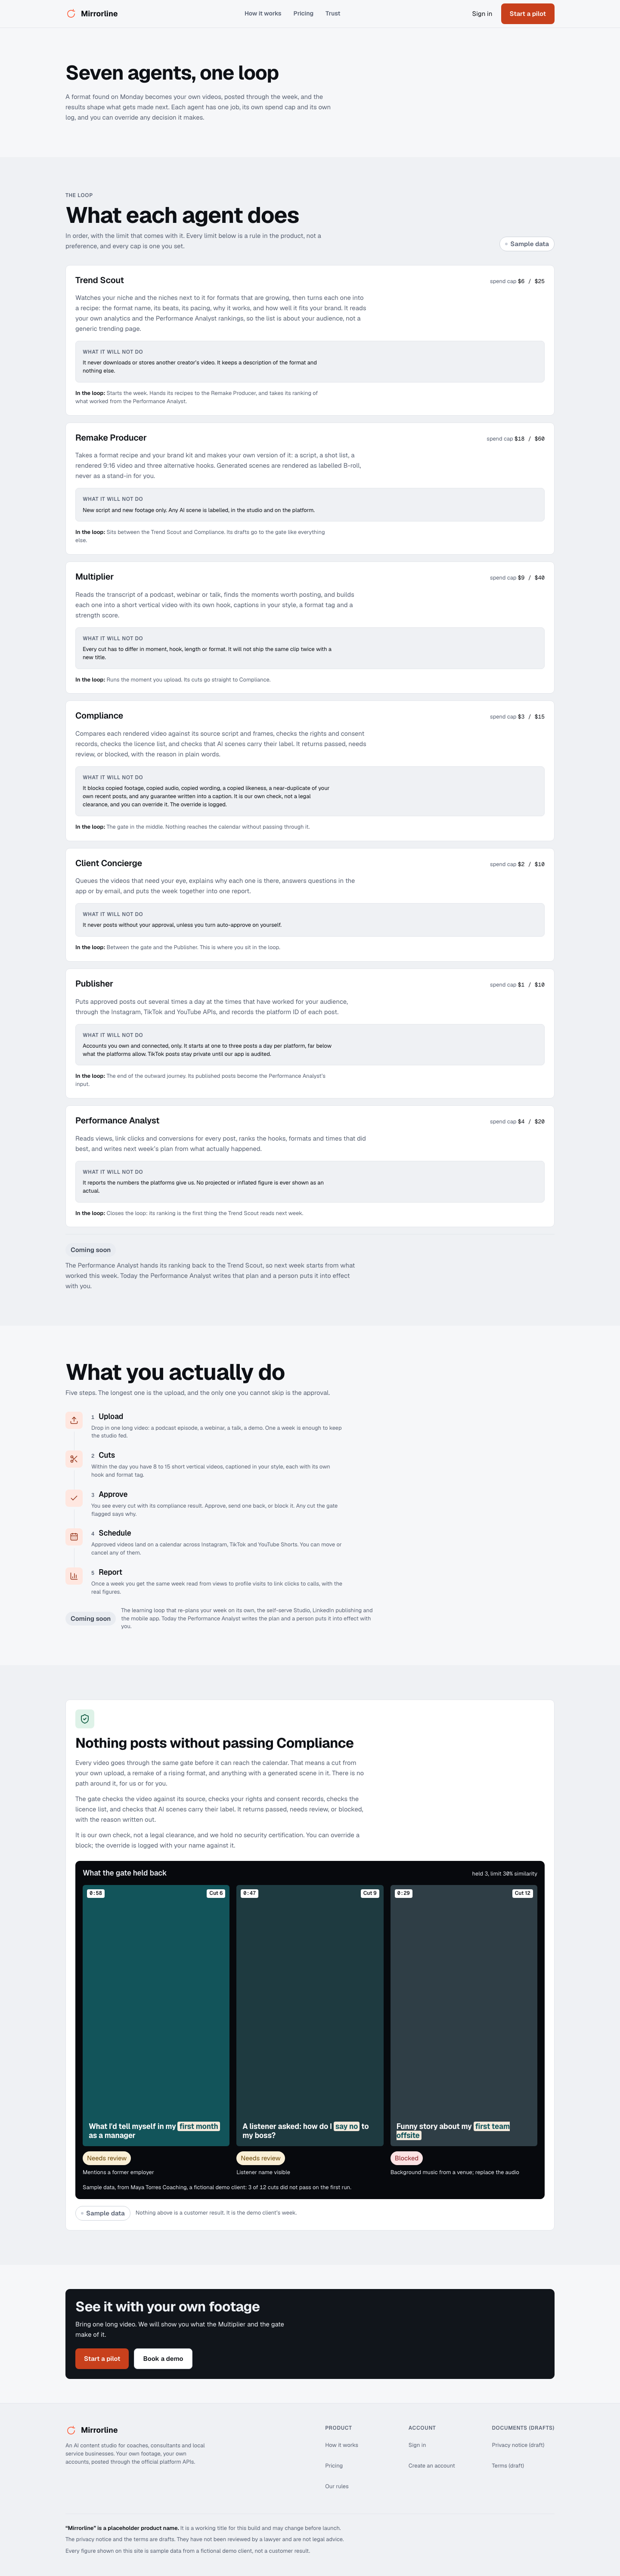 Mirrorline
How it works
Pricing
Trust
Sign in
Start a pilot
Seven agents, one loop
A format found on Monday becomes your own videos, posted through the week, and the
results shape what gets made next. Each agent has one job, its own spend cap and its own
log, and you can override any decision it makes.
THE LOOP
What each agent does
In order, with the limit that comes with it. Every limit below is a rule in the product, not a
preference, and every cap is one you set.
Sample data
Trend Scout
spend cap $6 / $25
Watches your niche and the niches next to it for formats that are growing, then turns each one into
a recipe: the format name, its beats, its pacing, why it works, and how well it fits your brand. It reads
your own analytics and the Performance Analyst rankings, so the list is about your audience, not a
generic trending page.
WHAT IT WILL NOT DO
It never downloads or stores another creator's video. It keeps a description of the format and
nothing else.
In the loop: Starts the week. Hands its recipes to the Remake Producer, and takes its ranking of
what worked from the Performance Analyst.
Remake Producer
spend cap $18 / $60
Takes a format recipe and your brand kit and makes your own version of it: a script, a shot list, a
rendered 9:16 video and three alternative hooks. Generated scenes are rendered as labelled B-roll,
never as a stand-in for you.
WHAT IT WILL NOT DO
New script and new footage only. Any AI scene is labelled, in the studio and on the platform.
In the loop: Sits between the Trend Scout and Compliance. Its drafts go to the gate like everything
else.
Multiplier
spend cap $9 / $40
Reads the transcript of a podcast, webinar or talk, finds the moments worth posting, and builds
each one into a short vertical video with its own hook, captions in your style, a format tag and a
strength score.
WHAT IT WILL NOT DO
Every cut has to differ in moment, hook, length or format. It will not ship the same clip twice with a
new title.
In the loop: Runs the moment you upload. Its cuts go straight to Compliance.
Compliance
spend cap $3 / $15
Compares each rendered video against its source script and frames, checks the rights and consent
records, checks the licence list, and checks that AI scenes carry their label. It returns passed, needs
review, or blocked, with the reason in plain words.
WHAT IT WILL NOT DO
It blocks copied footage, copied audio, copied wording, a copied likeness, a near-duplicate of your
own recent posts, and any guarantee written into a caption. It is our own check, not a legal
clearance, and you can override it. The override is logged.
In the loop: The gate in the middle. Nothing reaches the calendar without passing through it.
Client Concierge
spend cap $2 / $10
Queues the videos that need your eye, explains why each one is there, answers questions in the
app or by email, and puts the week together into one report.
WHAT IT WILL NOT DO
It never posts without your approval, unless you turn auto-approve on yourself.
In the loop: Between the gate and the Publisher. This is where you sit in the loop.
Publisher
spend cap $1 / $10
Puts approved posts out several times a day at the times that have worked for your audience,
through the Instagram, TikTok and YouTube APIs, and records the platform ID of each post.
WHAT IT WILL NOT DO
Accounts you own and connected, only. It starts at one to three posts a day per platform, far below
what the platforms allow. TikTok posts stay private until our app is audited.
In the loop: The end of the outward journey. Its published posts become the Performance Analyst's
input.
Performance Analyst
spend cap $4 / $20
Reads views, link clicks and conversions for every post, ranks the hooks, formats and times that did
best, and writes next week's plan from what actually happened.
WHAT IT WILL NOT DO
It reports the numbers the platforms give us. No projected or inflated figure is ever shown as an
actual.
In the loop: Closes the loop: its ranking is the first thing the Trend Scout reads next week.
Coming soon
The Performance Analyst hands its ranking back to the Trend Scout, so next week starts from what
worked this week. Today the Performance Analyst writes that plan and a person puts it into effect
with you.
What you actually do
Five steps. The longest one is the upload, and the only one you cannot skip is the approval.
1 Upload
Drop in one long video: a podcast episode, a webinar, a talk, a demo. One a week is enough to keep
the studio fed.
2 Cuts
Within the day you have 8 to 15 short vertical videos, captioned in your style, each with its own
hook and format tag.
3 Approve
You see every cut with its compliance result. Approve, send one back, or block it. Any cut the gate
flagged says why.
4 Schedule
Approved videos land on a calendar across Instagram, TikTok and YouTube Shorts. You can move or
cancel any of them.
5 Report
Once a week you get the same week read from views to profile visits to link clicks to calls, with the
real figures.
Coming soon
The learning loop that re-plans your week on its own, the self-serve Studio, LinkedIn publishing and
the mobile app. Today the Performance Analyst writes the plan and a person puts it into effect with
you.
Nothing posts without passing Compliance
Every video goes through the same gate before it can reach the calendar. That means a cut from
your own upload, a remake of a rising format, and anything with a generated scene in it. There is no
path around it, for us or for you.
The gate checks the video against its source, checks your rights and consent records, checks the
licence list, and checks that AI scenes carry their label. It returns passed, needs review, or blocked,
with the reason written out.
It is our own check, not a legal clearance, and we hold no security certification. You can override a
block; the override is logged with your name against it.
What the gate held back
held 3, limit 30% similarity
0:58
Cut 6
What I'd tell myself in my first month
as a manager
Needs review
Mentions a former employer
0:47
Cut 9
A listener asked: how do I say no to
my boss?
Needs review
Listener name visible
0:29
Cut 12
Funny story about my first team
offsite
Blocked
Background music from a venue; replace the audio
Sample data, from Maya Torres Coaching, a fictional demo client: 3 of 12 cuts did not pass on the first run.
Sample data
Nothing above is a customer result. It is the demo client's week.
See it with your own footage
Bring one long video. We will show you what the Multiplier and the gate
make of it.
Start a pilot
Book a demo
Mirrorline
An AI content studio for coaches, consultants and local
service businesses. Your own footage, your own
accounts, posted through the official platform APIs.
PRODUCT
How it works
Pricing
Our rules
ACCOUNT
Sign in
Create an account
DOCUMENTS (DRAFTS)
Privacy notice (draft)
Terms (draft)
"Mirrorline" is a placeholder product name. It is a working title for this build and may change before launch.
The privacy notice and the terms are drafts. They have not been reviewed by a lawyer and are not legal advice.
Every figure shown on this site is sample data from a fictional demo client, not a customer result.